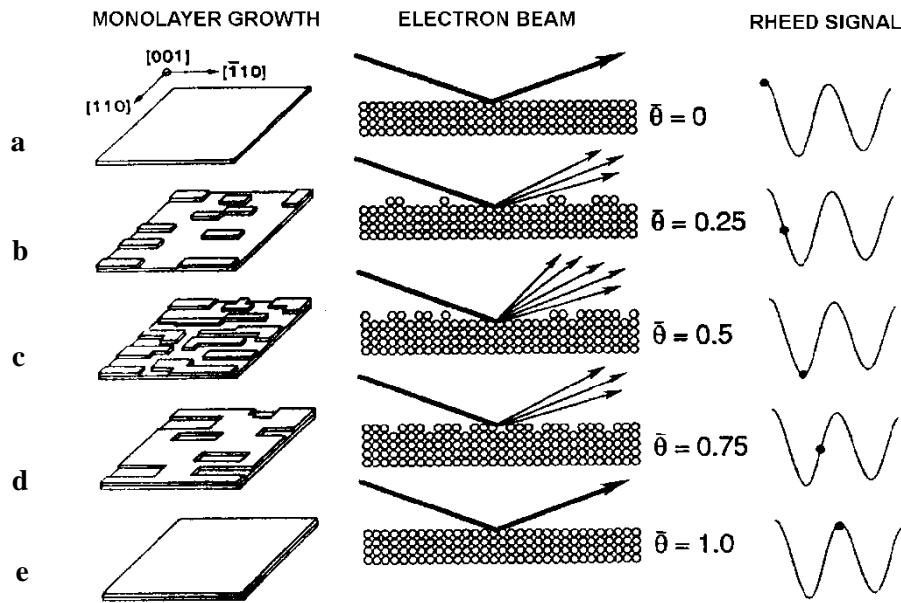 MONOLAYER GROWTH ELECTRON BEAM RHEED SIGNAL
[001]
[1̄10]
[110]
a θ̄ = 0
b θ̄ = 0.25
c θ̄ = 0.5
d θ̄ = 0.75
e θ̄ = 1.0